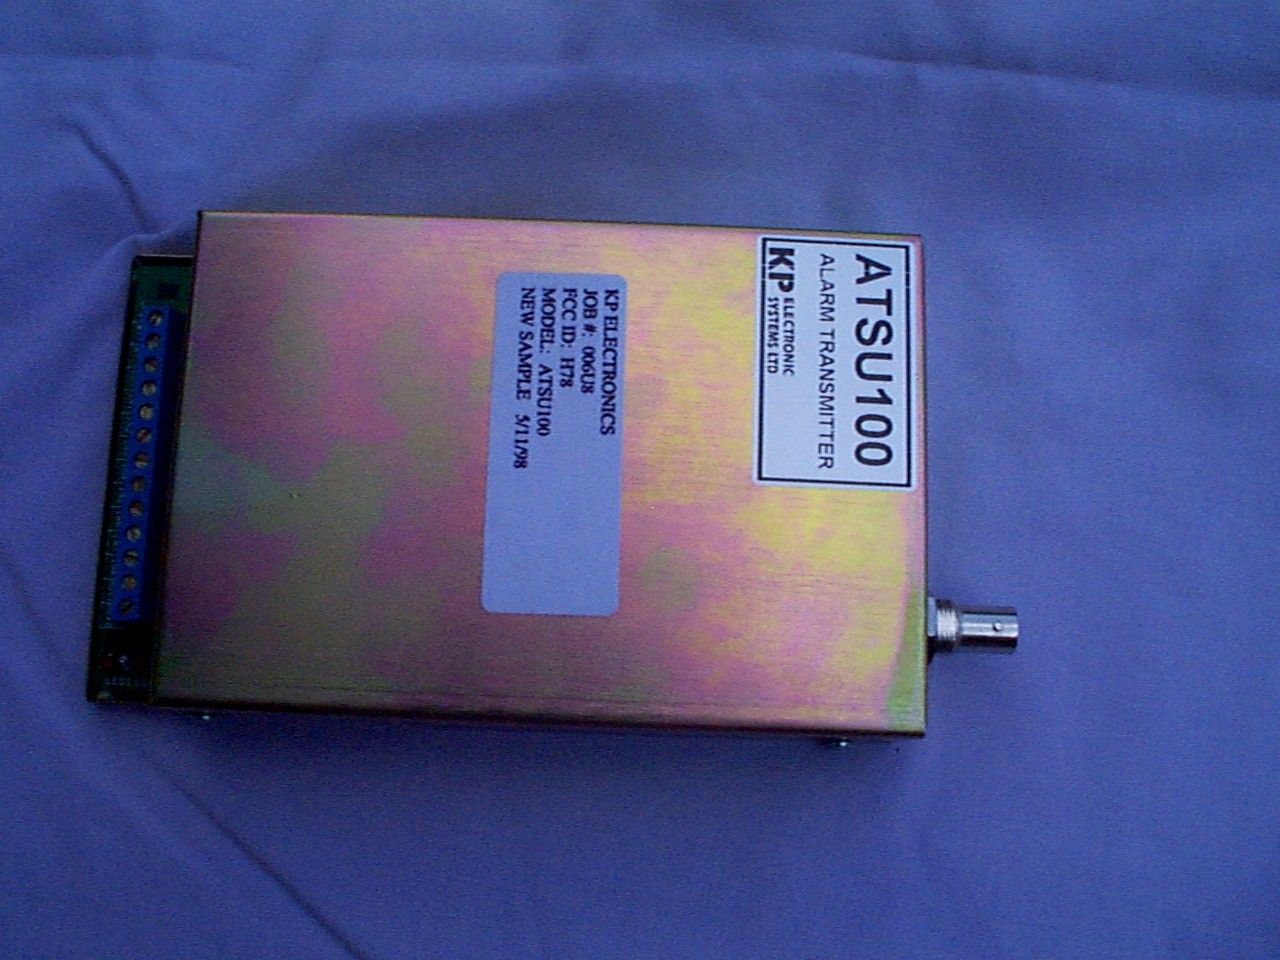 ATSU100
ALARM TRANSMITTER
KP ELECTRONIC
SYSTEMS LTD
KP ELECTRONICS
JOB #: 006U8
FCC ID: H78
MODEL: ATSU100
NEW SAMPLE 5/11/98